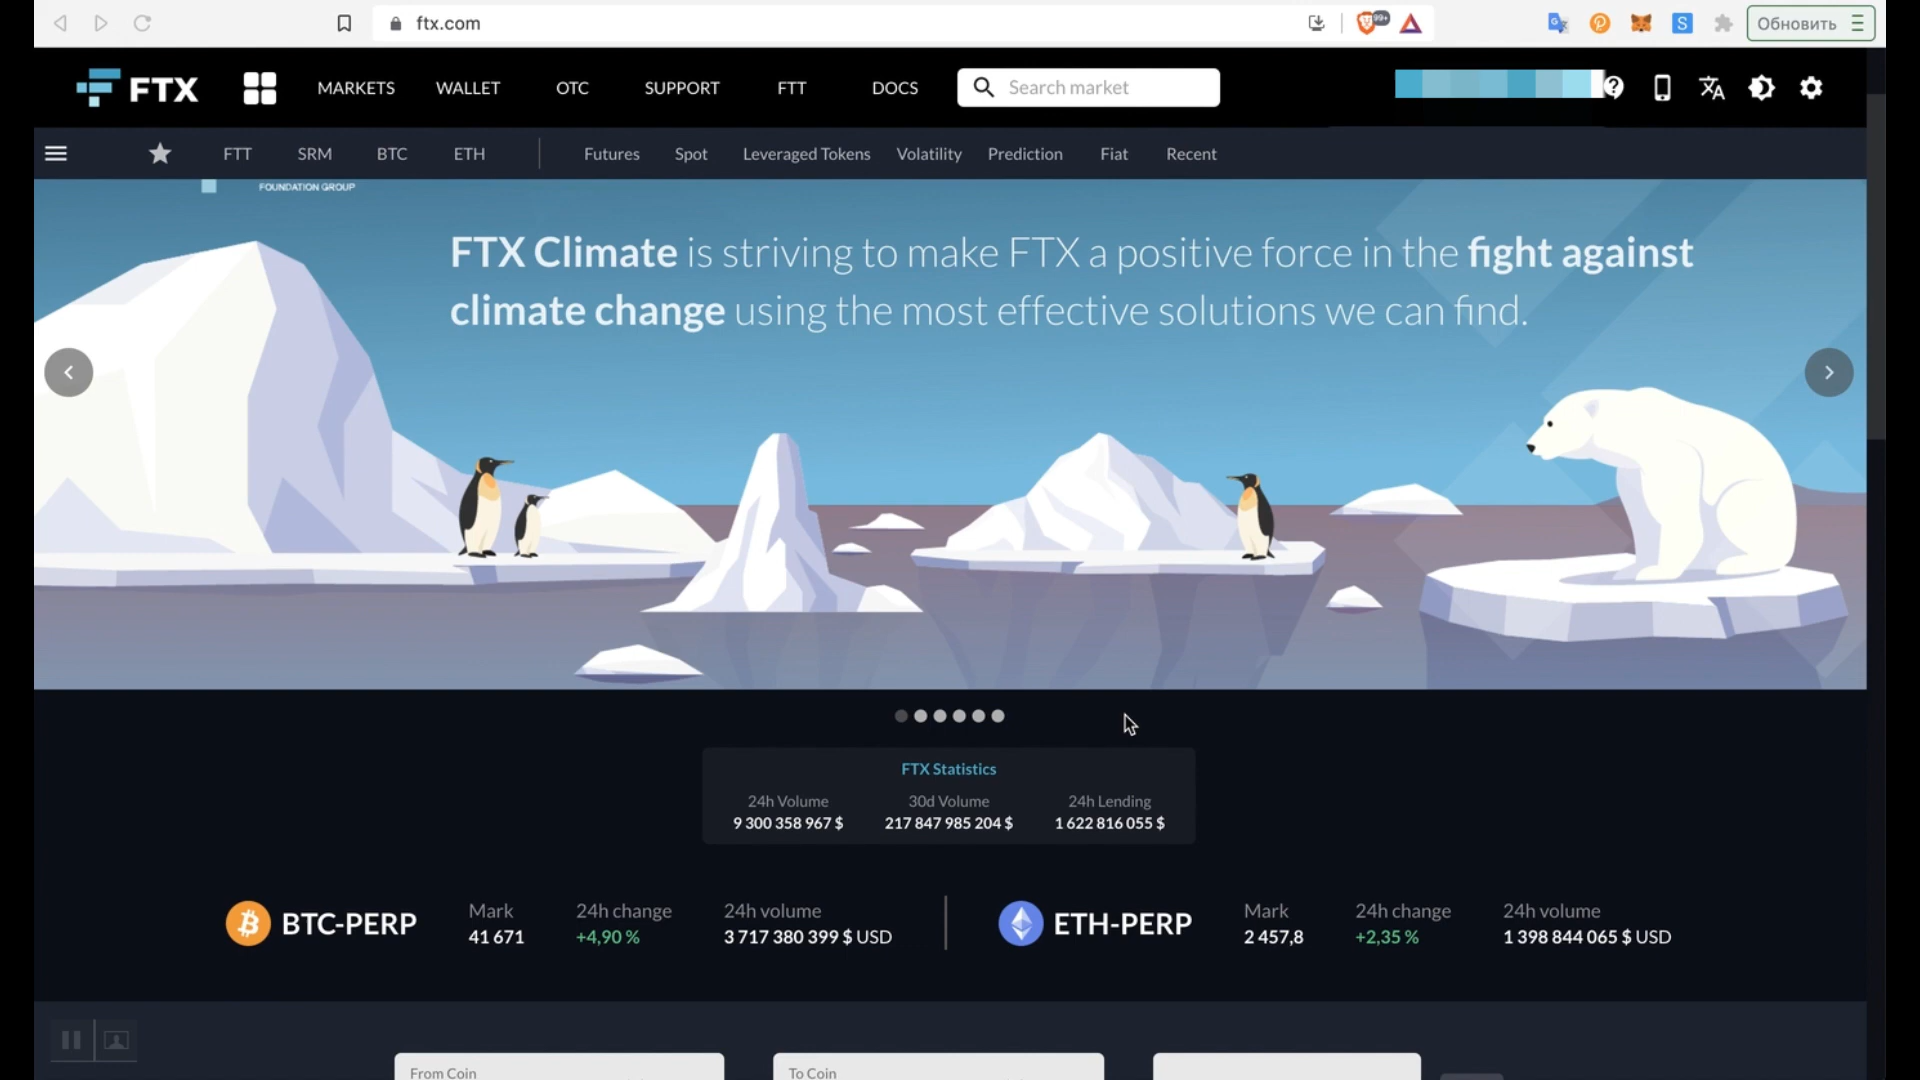 ftx.com
99+
Обновить
FTX
MARKETS WALLET OTC SUPPORT FTT DOCS Search market
FTT SRM BTC ETH Futures Spot Leveraged Tokens Volatility Prediction Fiat Recent
FOUNDATION GROUP
FTX Climate is striving to make FTX a positive force in the fight against
climate change using the most effective solutions we can find.
FTX Statistics
24h Volume 30d Volume 24h Lending
9 300 358 967 $ 217 847 985 204 $ 1 622 816 055 $
BTC-PERP
Mark 24h change 24h volume
41 671 +4,90 % 3 717 380 399 $ USD
ETH-PERP
Mark 24h change 24h volume
2 457,8 +2,35 % 1 398 844 065 $ USD
From Coin To Coin